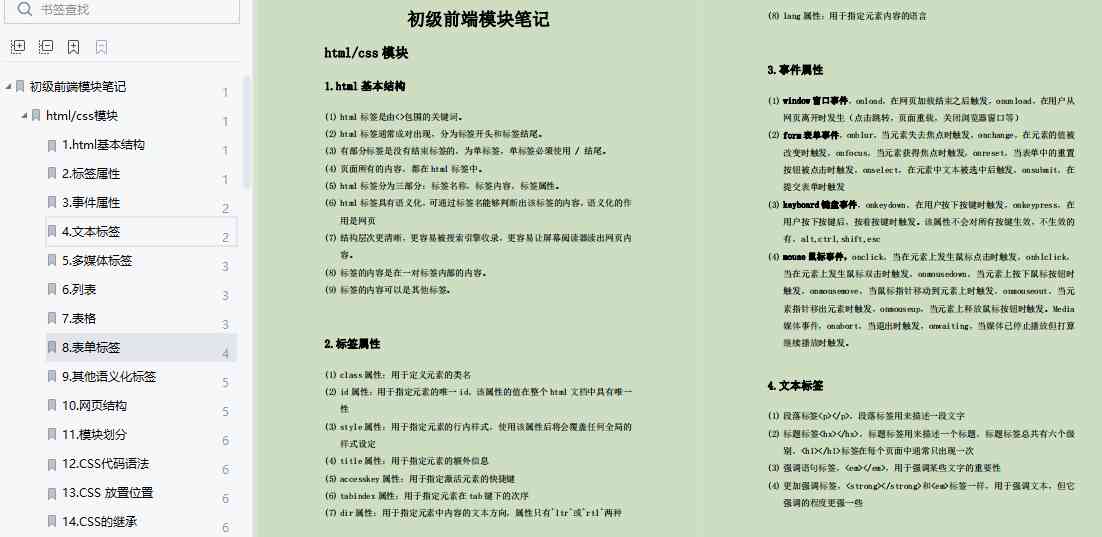 书签查找
初级前端模块笔记 1
html/css模块 1
1.html基本结构 1
2.标签属性 1
3.事件属性 2
4.文本标签 2
5.多媒体标签 3
6.列表 3
7.表格 3
8.表单标签 4
9.其他语义化标签 5
10.网页结构 5
11.模块划分 6
12.CSS代码语法 6
13.CSS 放置位置 6
14.CSS的继承 6
初级前端模块笔记
html/css 模块
1.html 基本结构
(1) html 标签是由<>包围的关键词。
(2) html 标签通常成对出现，分为标签开头和标签结尾。
(3) 有部分标签是没有结束标签的，为单标签，单标签必须使用 / 结尾。
(4) 页面所有的内容，都在 html 标签中。
(5) html 标签分为三部分：标签名称，标签内容，标签属性。
(6) html 标签具有语义化，可通过标签名能够判断出该标签的内容，语义化的作
用是网页
(7) 结构层次更清晰，更容易被搜索引擎收录，更容易让屏幕阅读器读出网页内
容。
(8) 标签的内容是在一对标签内部的内容。
(9) 标签的内容可以是其他标签。
2.标签属性
(1) class 属性：用于定义元素的类名
(2) id 属性：用于指定元素的唯一 id，该属性的值在整个 html 文档中具有唯一
性
(3) style 属性：用于指定元素的行内样式，使用该属性后将会覆盖任何全局的
样式设定
(4) title 属性：用于指定元素的额外信息
(5) accesskey 属性：用于指定激活元素的快捷键
(6) tabindex 属性：用于指定元素在 tab 键下的次序
(7) dir 属性：用于指定元素中内容的文本方向，属性只有"ltr"或"rtl"两种
(8) lang 属性：用于指定元素内容的语言
3.事件属性
(1) window 窗口事件，onload，在网页加载结束之后触发，onunload，在用户从
网页离开时发生（点击跳转，页面重载，关闭浏览器窗口等）
(2) form 表单事件，onblur，当元素失去焦点时触发，onchange，在元素的值被
改变时触发，onfocus，当元素获得焦点时触发，onreset，当表单中的重置
按钮被点击时触发，onselect，在元素中文本被选中后触发，onsubmit，在
提交表单时触发
(3) keyboard 键盘事件，onkeydown，在用户按下按键时触发，onkeypress，在
用户按下按键后，按着按键时触发。该属性不会对所有按键生效，不生效的
有，alt,ctrl,shift,esc
(4) mouse 鼠标事件，onclick，当在元素上发生鼠标点击时触发，onblclick，
当在元素上发生鼠标双击时触发，onmousedown，当元素上按下鼠标按钮时
触发，onmousemove，当鼠标指针移动到元素上时触发，onmouseout，当元
素指针移出元素时触发，onmouseup，当元素上释放鼠标按钮时触发。Media
媒体事件，onabort，当退出时触发，onwaiting，当媒体已停止播放但打算
继续播放时触发。
4.文本标签
(1) 段落标签<p></p>，段落标签用来描述一段文字
(2) 标题标签<hx></hx>，标题标签用来描述一个标题，标题标签总共有六个级
别，<h1></h1>标签在每个页面中通常只出现一次
(3) 强调语句标签，<em></em>，用于强调某些文字的重要性
(4) 更加强调标签，<strong></strong>和<em>标签一样，用于强调文本，但它
强调的程度更强一些